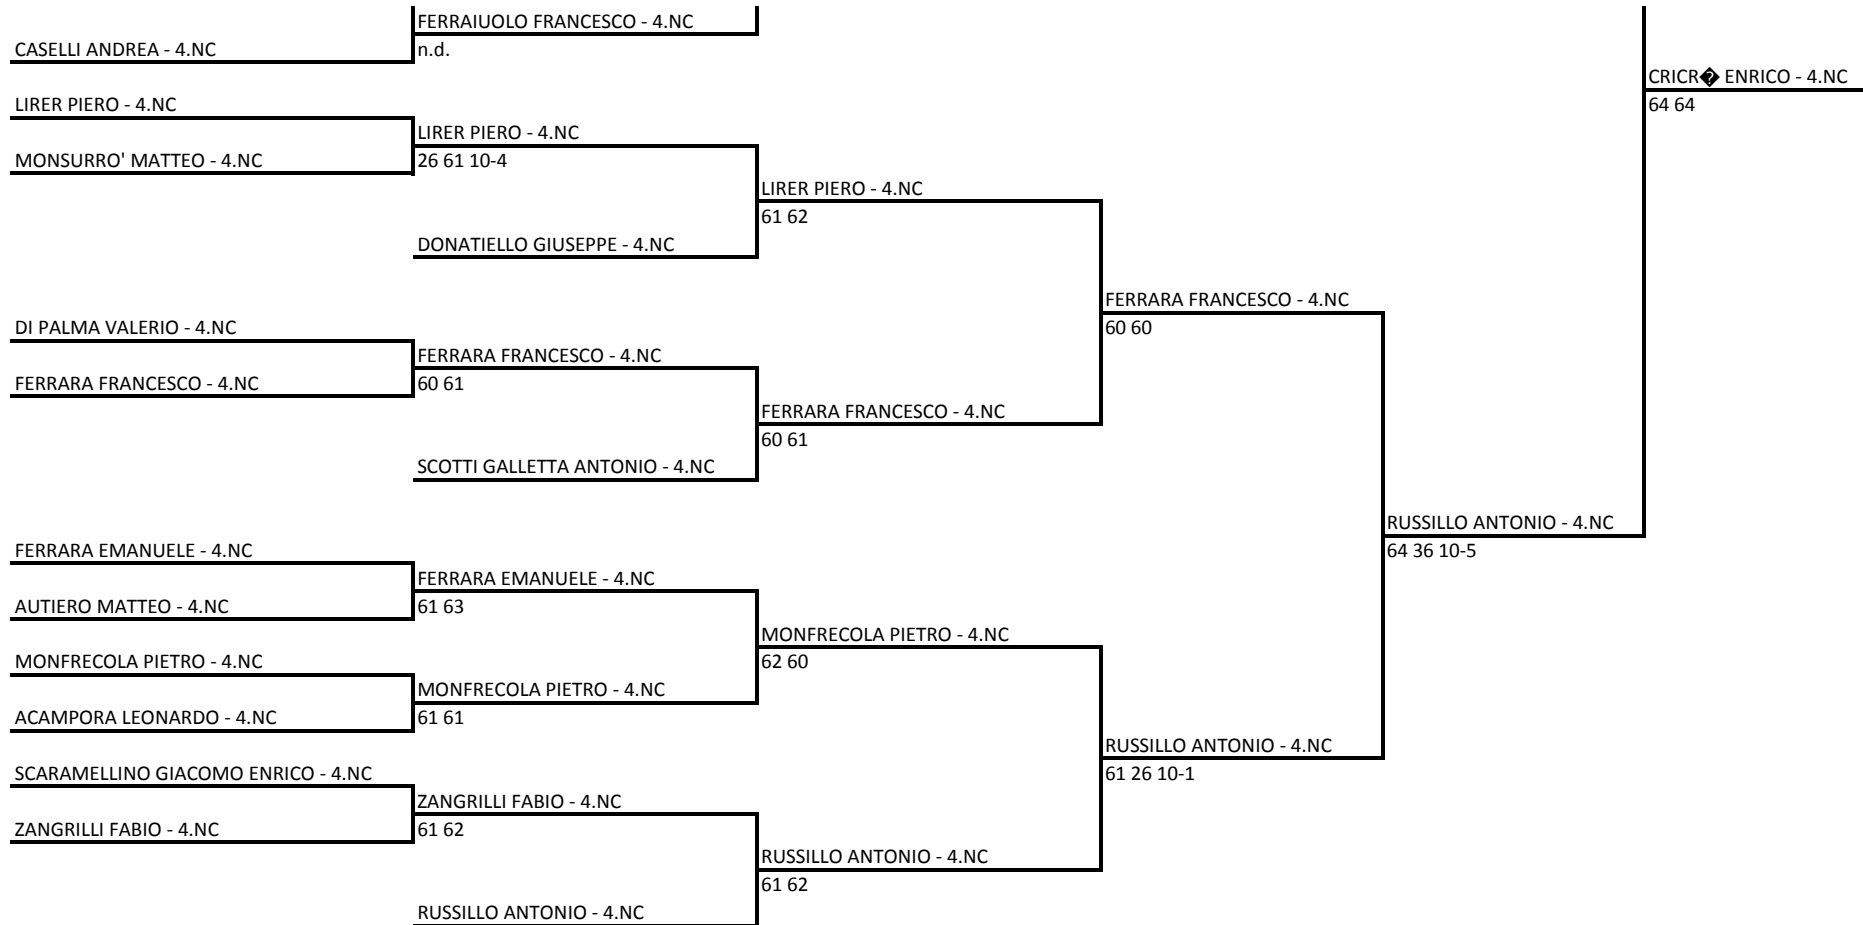 FERRAIUOLO FRANCESCO - 4.NC
CASELLI ANDREA - 4.NC
n.d.
CRICR� ENRICO - 4.NC
64 64
LIRER PIERO - 4.NC
LIRER PIERO - 4.NC
MONSURRO' MATTEO - 4.NC
26 61 10-4
LIRER PIERO - 4.NC
61 62
DONATIELLO GIUSEPPE - 4.NC
FERRARA FRANCESCO - 4.NC
60 60
DI PALMA VALERIO - 4.NC
FERRARA FRANCESCO - 4.NC
FERRARA FRANCESCO - 4.NC
60 61
FERRARA FRANCESCO - 4.NC
60 61
SCOTTI GALLETTA ANTONIO - 4.NC
RUSSILLO ANTONIO - 4.NC
64 36 10-5
FERRARA EMANUELE - 4.NC
FERRARA EMANUELE - 4.NC
AUTIERO MATTEO - 4.NC
61 63
MONFRECOLA PIETRO - 4.NC
62 60
MONFRECOLA PIETRO - 4.NC
MONFRECOLA PIETRO - 4.NC
ACAMPORA LEONARDO - 4.NC
61 61
RUSSILLO ANTONIO - 4.NC
61 26 10-1
SCARAMELLINO GIACOMO ENRICO - 4.NC
ZANGRILLI FABIO - 4.NC
ZANGRILLI FABIO - 4.NC
61 62
RUSSILLO ANTONIO - 4.NC
61 62
RUSSILLO ANTONIO - 4.NC